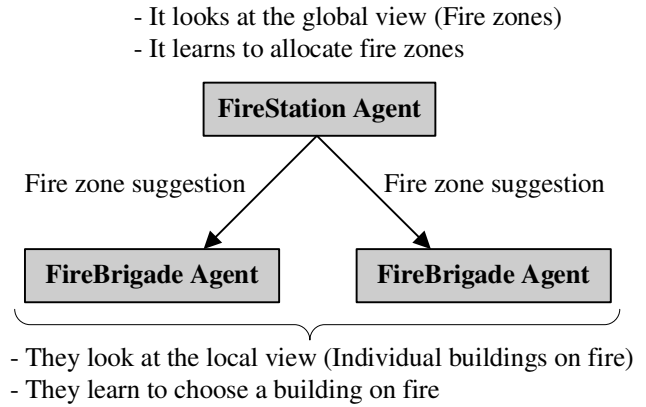 - It looks at the global view (Fire zones)
- It learns to allocate fire zones
FireStation Agent
Fire zone suggestion
Fire zone suggestion
FireBrigade Agent
FireBrigade Agent
- They look at the local view (Individual buildings on fire)
- They learn to choose a building on fire